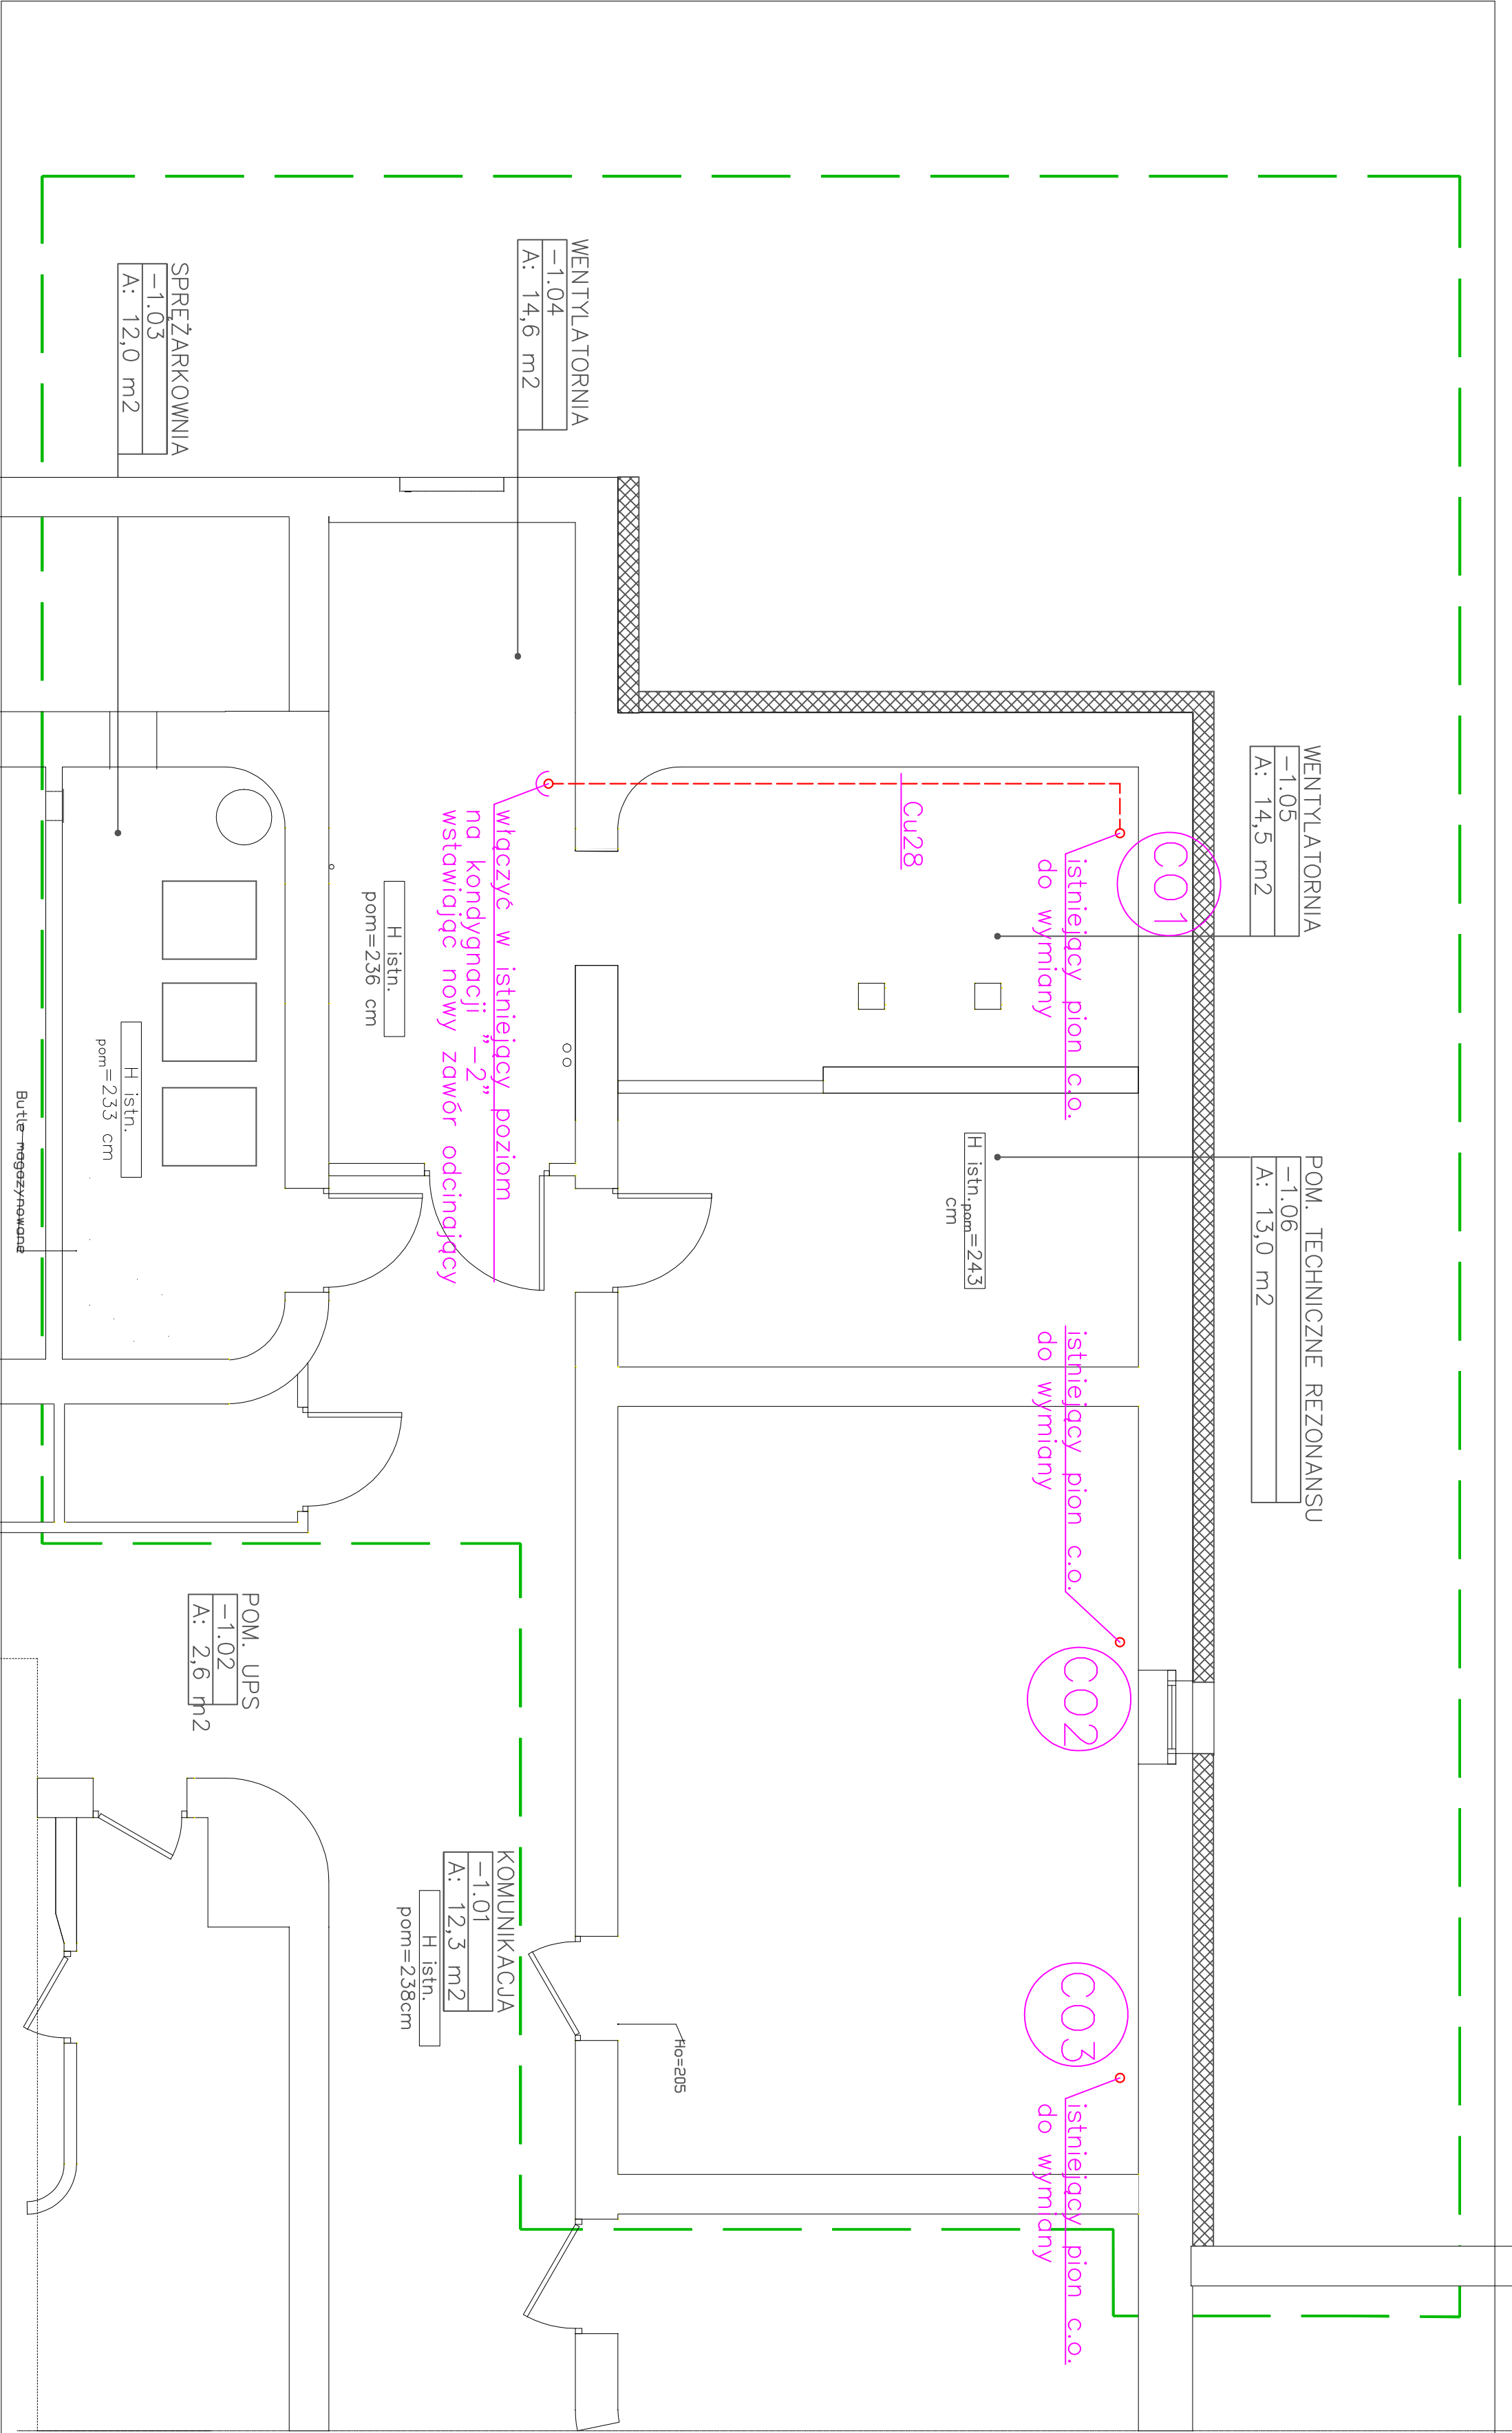 WENTYLATORNIA
-1.05
A: 14,5 m2
POM. TECHNICZNE REZONANSU
-1.06
A: 13,0 m2
CO1
istniejący pion c.o.
do wymiany
istniejący pion c.o.
do wymiany
CO2
CO3
istniejący pion c.o.
do wymiany
H istn.pom=243
cm
Cu28
Ho=205
WENTYLATORNIA
-1.04
A: 14,6 m2
włączyć w istniejący poziom
na kondygnacji „-2”
wstawiając nowy zawór odcinający
KOMUNIKACJA
-1.01
A: 12,3 m2
H istn.
pom=238cm
H istn.
pom=236 cm
POM. UPS
-1.02
A: 2,6 m2
SPRĘŻARKOWNIA
-1.03
A: 12,0 m2
H istn.
pom=233 cm
Butle magazynowane